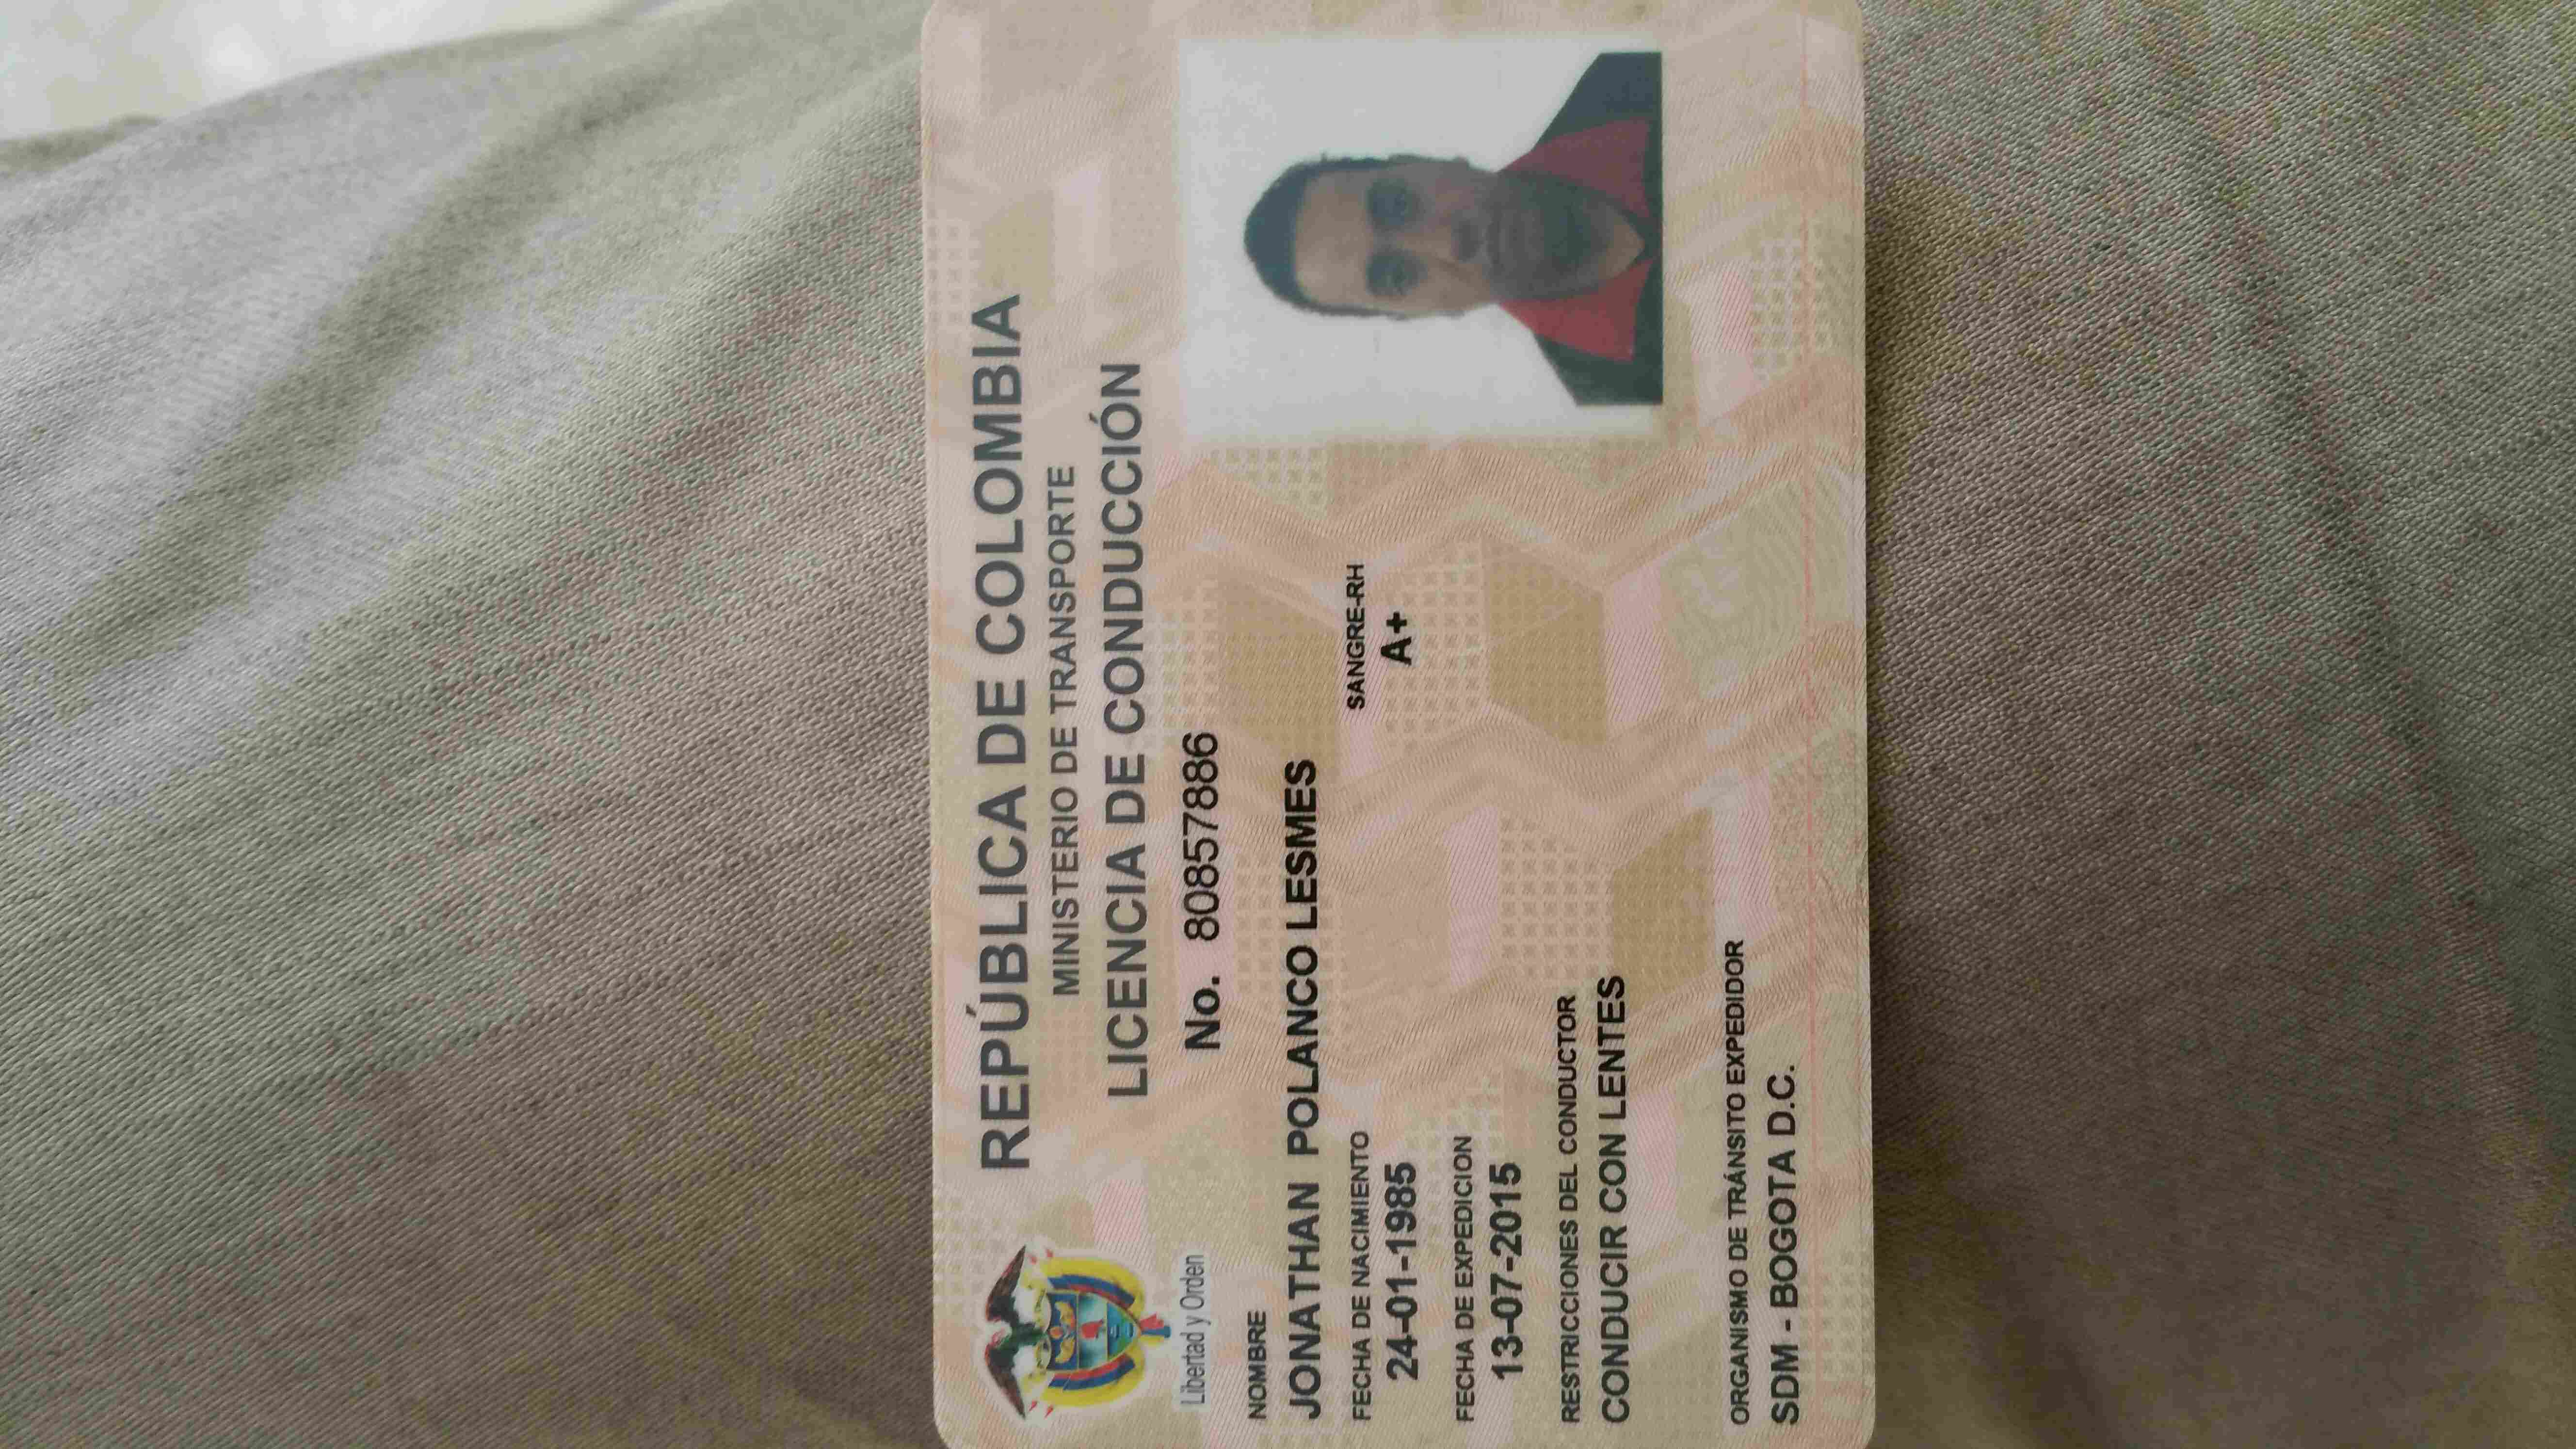 REPÚBLICA DE COLOMBIA
MINISTERIO DE TRANSPORTE
LICENCIA DE CONDUCCIÓN
Libertad y Orden
No. 80857886
NOMBRE
JONATHAN POLANCO LESMES
FECHA DE NACIMIENTO SANGRE-RH
24-01-1985 A+
FECHA DE EXPEDICION
13-07-2015
RESTRICCIONES DEL CONDUCTOR
CONDUCIR CON LENTES
ORGANISMO DE TRÁNSITO EXPEDIDOR
SDM - BOGOTA D.C.